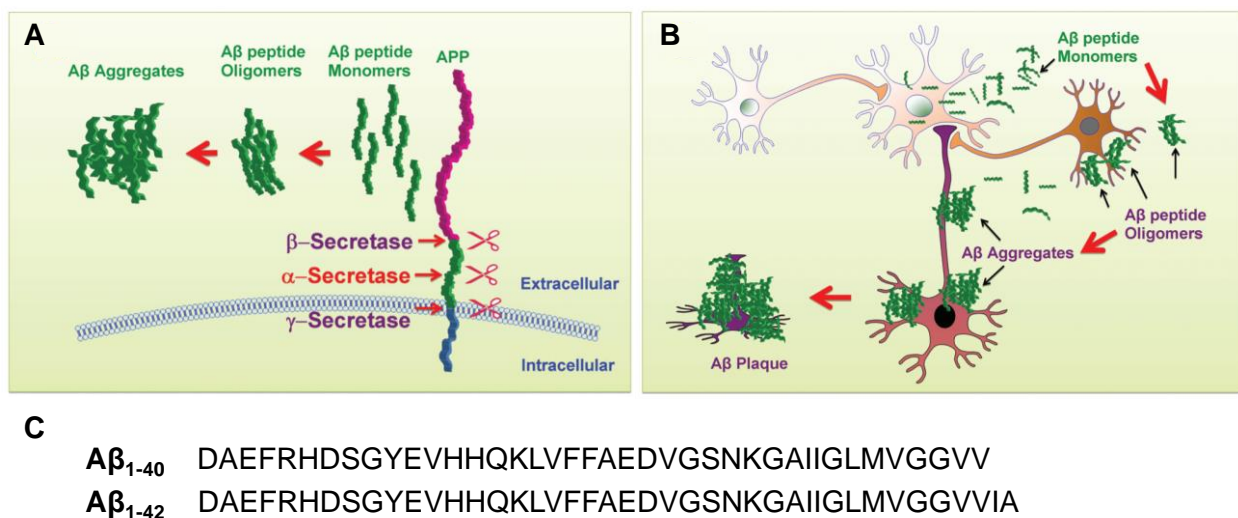 A
Aβ Aggregates
Aβ peptide
Oligomers
Aβ peptide
Monomers
APP
β–Secretase
α–Secretase
γ–Secretase
Extracellular
Intracellular
B
Aβ peptide
Monomers
Aβ peptide
Oligomers
Aβ Aggregates
Aβ Plaque
C
Aβ1-40 DAEFRHDSGYEVHHQKLVFFAEDVGSNKGAIIGLMVGGVV
Aβ1-42 DAEFRHDSGYEVHHQKLVFFAEDVGSNKGAIIGLMVGGVVIA